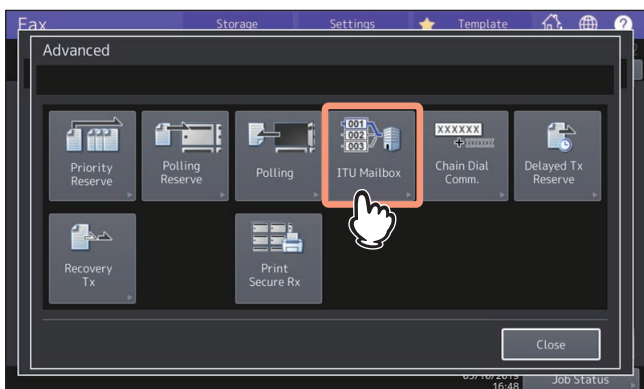 Fax
Storage
Settings
Template
?
Advanced
Priority
Reserve
Polling
Reserve
Polling
001
002
003
ITU Mailbox
XXXXXX
Chain Dial
Comm.
Delayed Tx
Reserve
Recovery
Tx
Print
Secure Rx
Close
16:48
Job Status